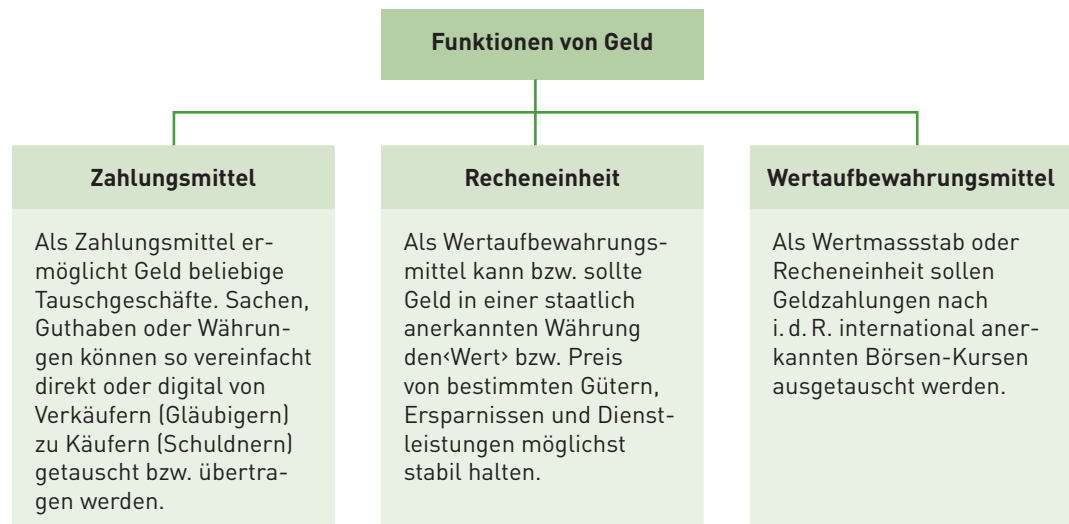 Funktionen von Geld
Zahlungsmittel
Als Zahlungsmittel er-
möglicht Geld beliebige
Tauschgeschäfte. Sachen,
Guthaben oder Währun-
gen können so vereinfacht
direkt oder digital von
Verkäufern (Gläubigern)
zu Käufern (Schuldnern)
getauscht bzw. übertra-
gen werden.
Recheneinheit
Als Wertaufbewahrungs-
mittel kann bzw. sollte
Geld in einer staatlich
anerkannten Währung
den‹Wert› bzw. Preis
von bestimmten Gütern,
Ersparnissen und Dienst-
leistungen möglichst
stabil halten.
Wertaufbewahrungsmittel
Als Wertmassstab oder
Recheneinheit sollen
Geldzahlungen nach
i. d. R. international aner-
kannten Börsen-Kursen
ausgetauscht werden.